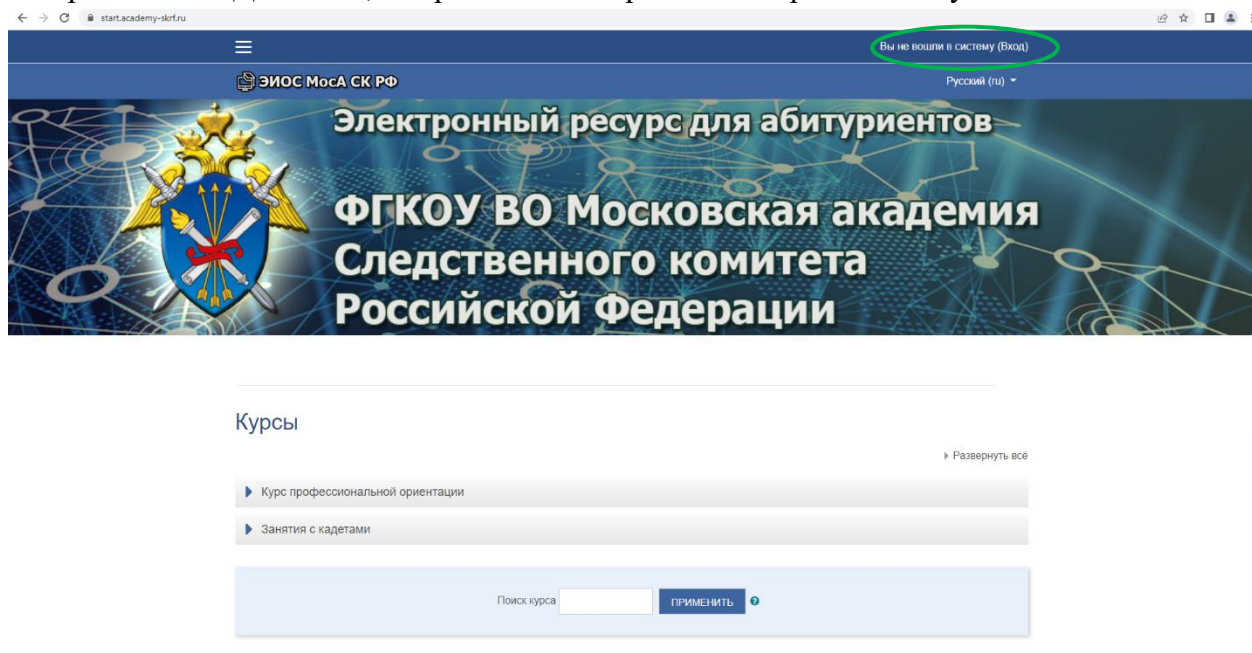 start.academy-skrf.ru
Вы не вошли в систему (Вход)
ЭИОС МосА СК РФ
Русский (ru)
Электронный ресурс для абитуриентов
ФГКОУ ВО Московская академия
Следственного комитета
Российской Федерации
Курсы
Развернуть всё
Курс профессиональной ориентации
Занятия с кадетами
Поиск курса
ПРИМЕНИТЬ